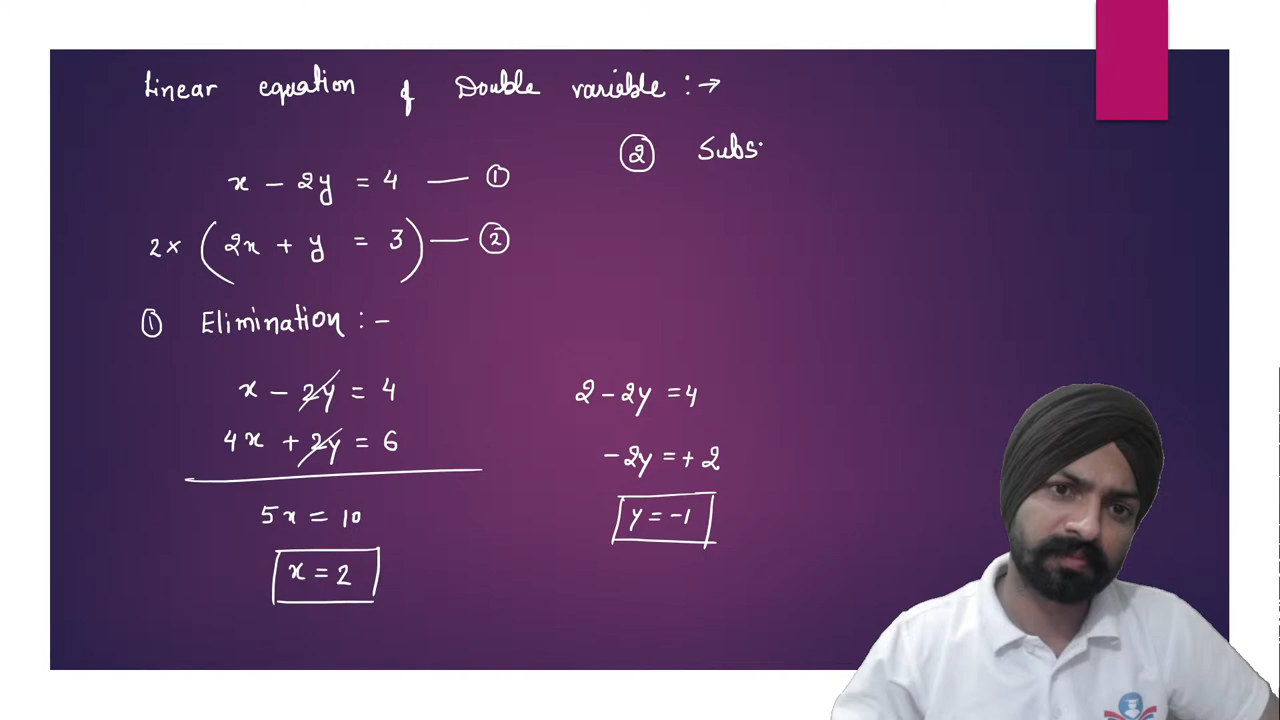 Linear equation of Double variable :→
② Subs
x - 2y = 4 — ①
2× (2x + y = 3) — ②
① Elimination :-
x - 2y = 4
4x + 2y = 6
5x = 10
x = 2
2 - 2y = 4
-2y = +2
y = -1